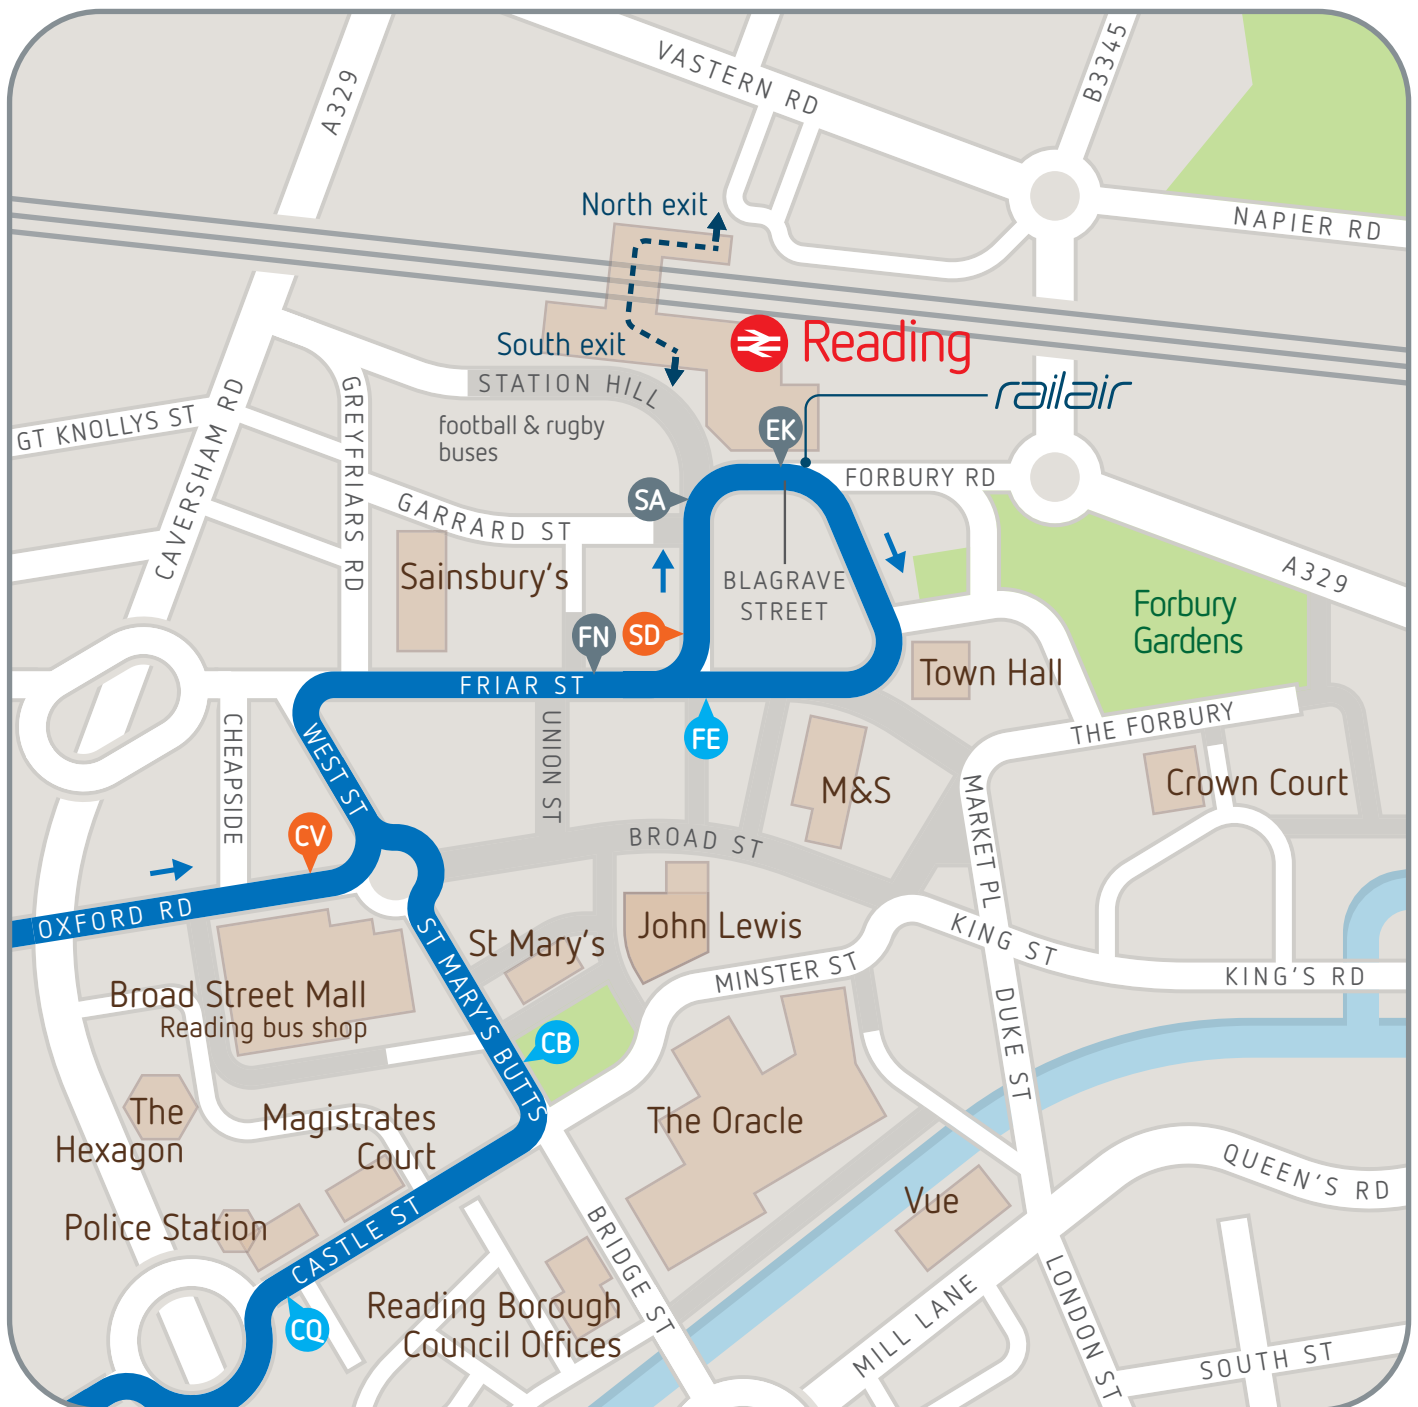 A329
VASTERN RD
B3345
NAPIER RD
North exit
South exit
Reading
railair
STATION HILL
football & rugby
buses
GT KNOLLYS ST
CAVERSHAM RD
GREYFRIARS RD
GARRARD ST
SA
EK
FORBURY RD
A329
Sainsbury's
BLAGRAVE
STREET
Forbury
Gardens
FN
SD
Town Hall
FRIAR ST
FE
THE FORBURY
WEST ST
CHEAPSIDE
UNION ST
M&S
MARKET PL
Crown Court
CV
BROAD ST
OXFORD RD
ST MARY'S BUTTS
St Mary's
John Lewis
MINSTER ST
KING ST
KING'S RD
Broad Street Mall
Reading bus shop
CB
DUKE ST
The
Hexagon
Magistrates
Court
The Oracle
QUEEN'S RD
Police Station
CASTLE ST
Vue
BRIDGE ST
CQ
Reading Borough
Council Offices
MILL LANE
LONDON ST
SOUTH ST